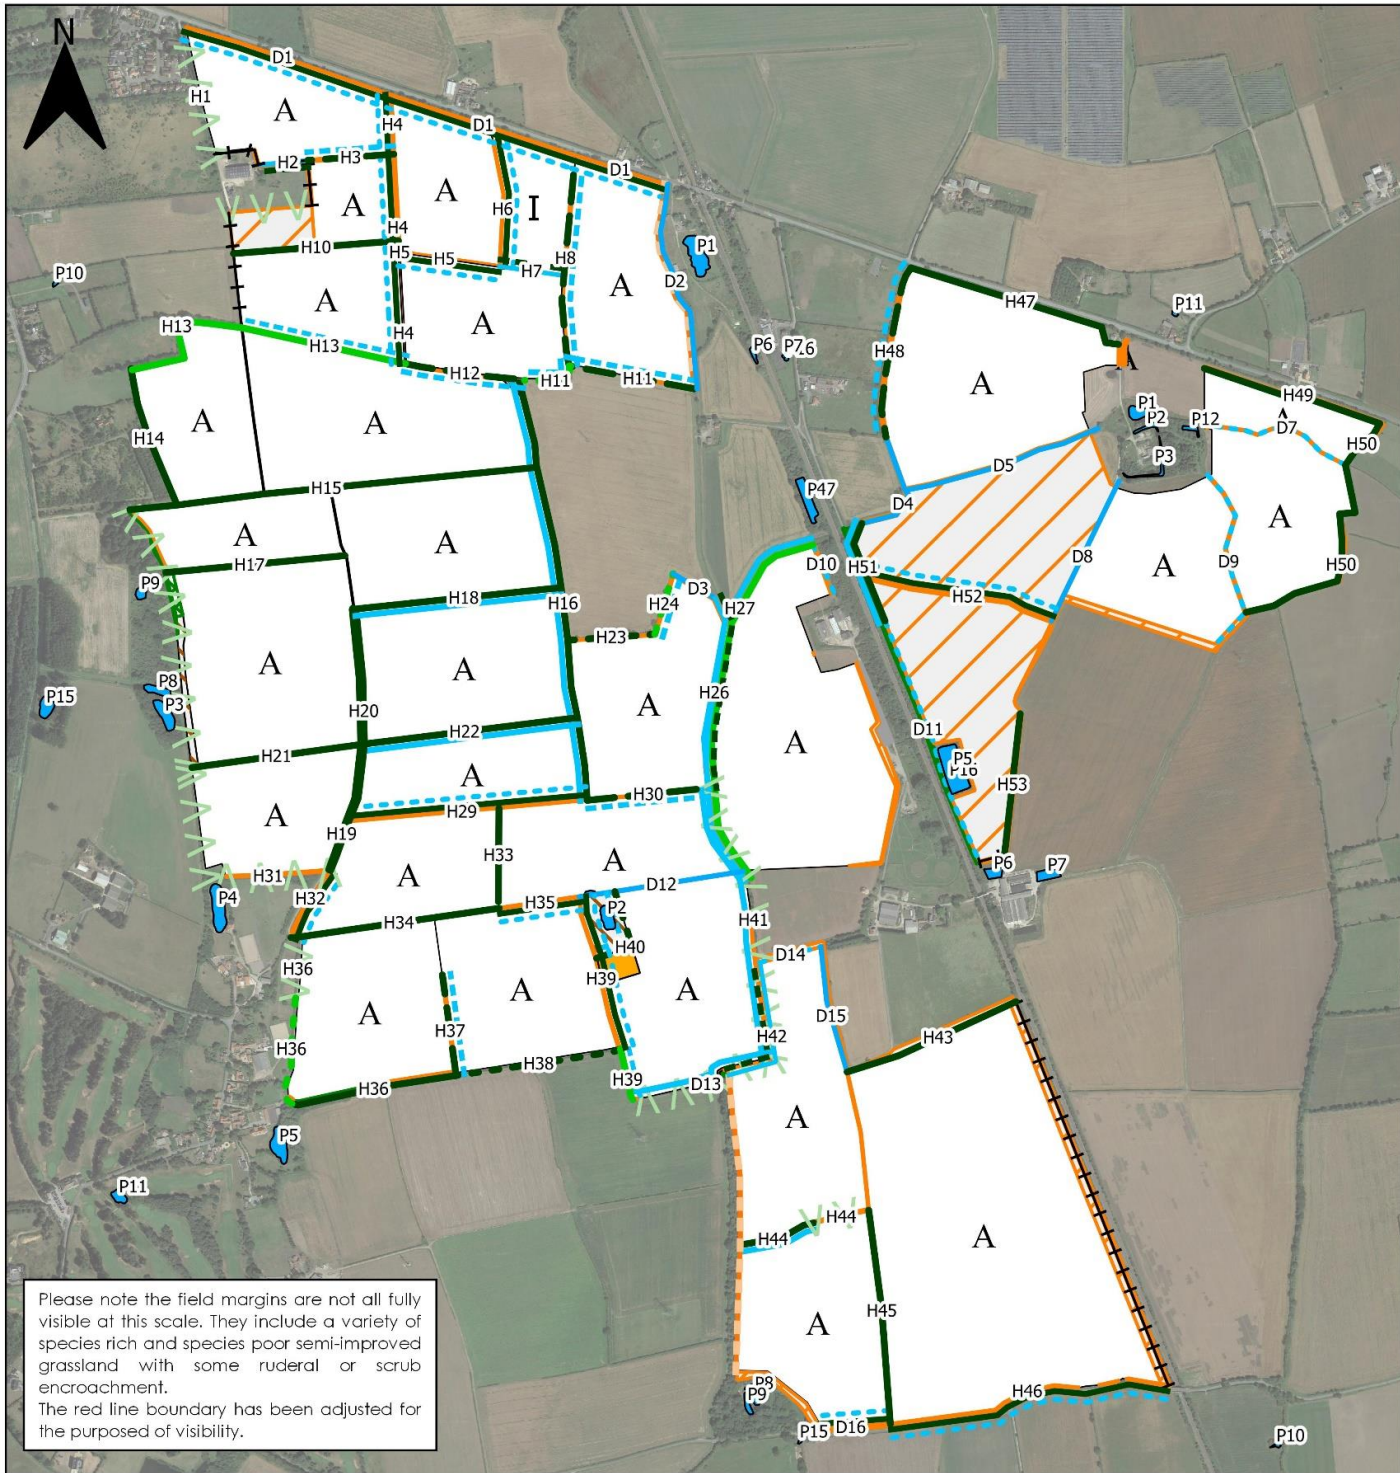 N
D1
H1
A
H4
D1
H2
H3
D1
A
A
H6
I
H4
H10
H5
H5
H7
H8
A
D2
P1
P10
A
A
H4
H13
H13
H12
H11
H11
P6
P7
H47
P11
H48
A
A
H49
A
P1
P2
P12
D7
H50
P3
H14
A
A
H15
D5
D4
P47
A
A
H17
A
P9
H18
H16
H24
D3
H27
D10
H51
H52
D8
A
D9
A
H50
H23
A
A
H26
A
P8
P3
P15
H20
H22
H21
A
A
D11
P5
P16
H53
H29
H30
H19
A
H33
A
H31
H32
P4
P6
P7
H34
H35
D12
P2
H40
H41
H36
A
A
H39
A
D14
D15
H37
H42
H36
H38
H36
H39
D13
H43
A
P5
P11
A
H44
H44
A
H45
A
P8
P9
H46
P15
D16
P10
Please note the field margins are not all fully
visible at this scale. They include a variety of
species rich and species poor semi-improved
grassland with some ruderal or scrub
encroachment.
The red line boundary has been adjusted for
the purposed of visibility.